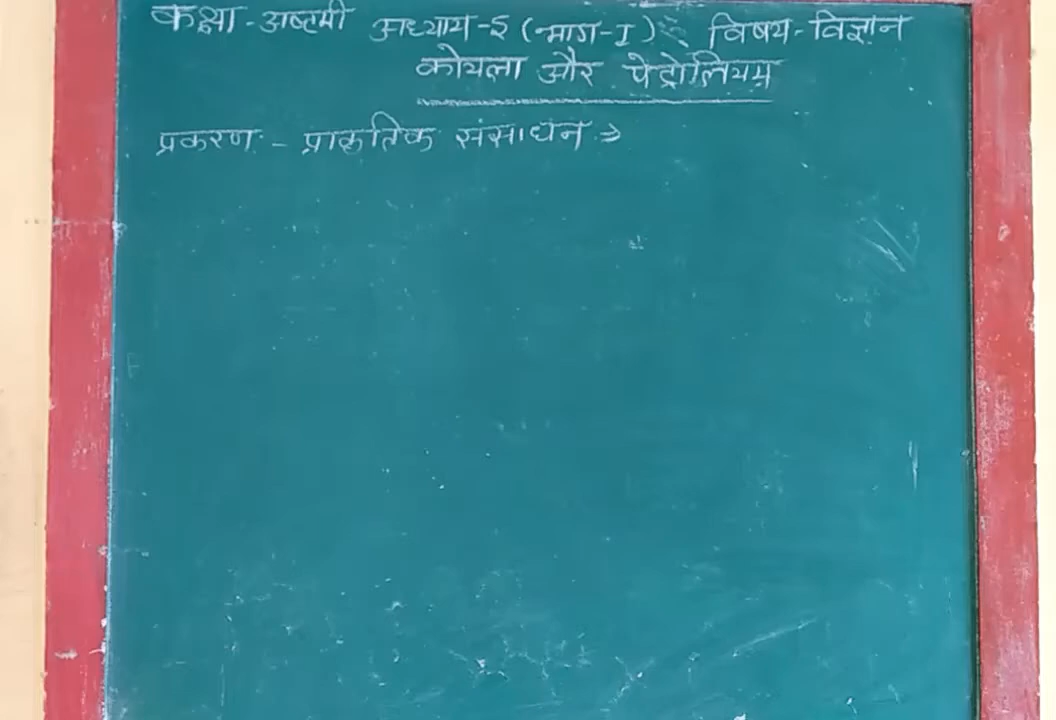 कक्षा-अष्टमी अध्याय-5 (भाग-I) विषय-विज्ञान
कोयला और पेट्रोलियम
प्रकरण - प्राकृतिक संसाधन →